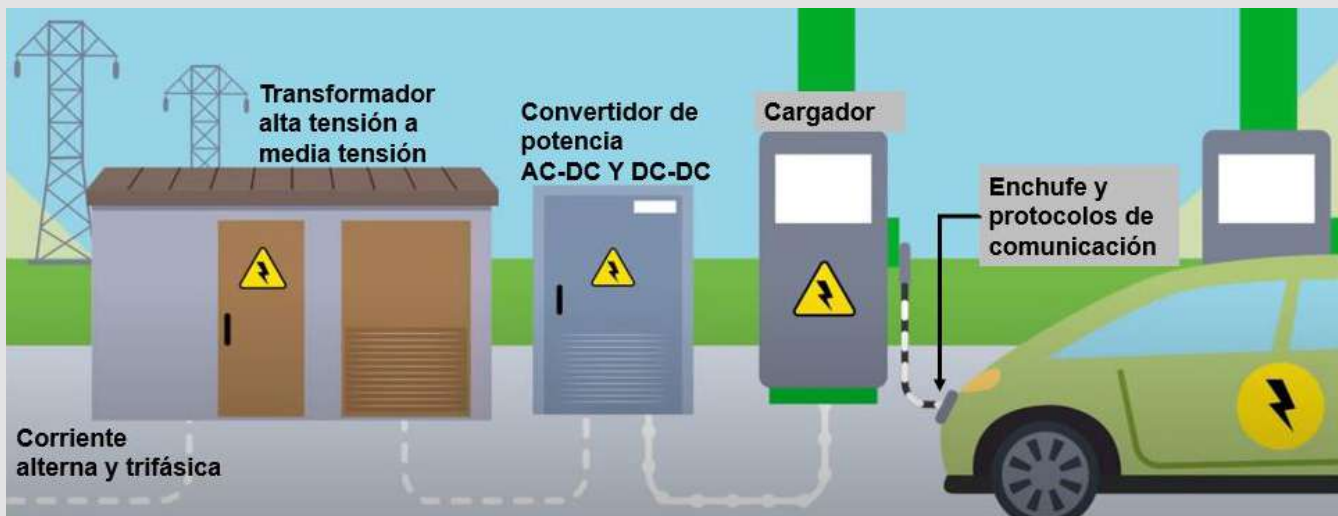 Transformador
alta tensión a
media tensión
Convertidor de
potencia
AC-DC Y DC-DC
Cargador
Enchufe y
protocolos de
comunicación
Corriente
alterna y trifásica